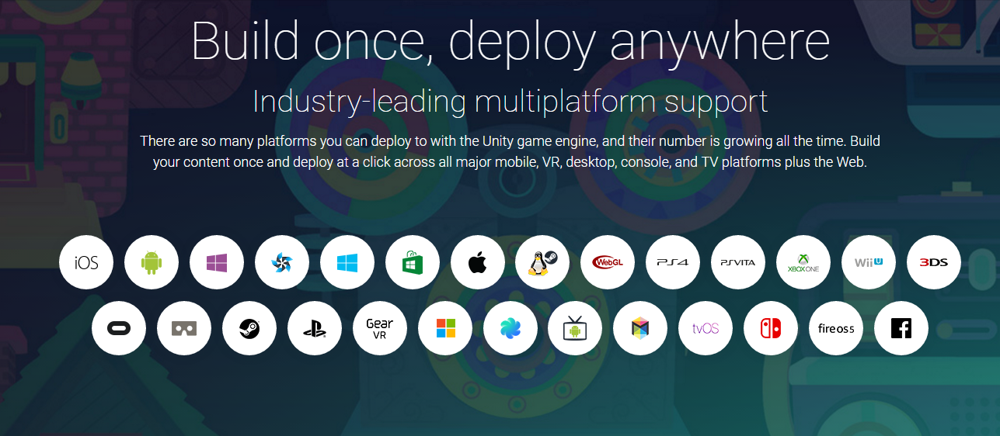 Build once, deploy anywhere
Industry-leading multiplatform support
There are so many platforms you can deploy to with the Unity game engine, and their number is growing all the time. Build
your content once and deploy at a click across all major mobile, VR, desktop, console, and TV platforms plus the Web.
iOS WebGL PS4 PSVITA XBOX ONE Wii U 3DS
Gear VR tvOS fireos5